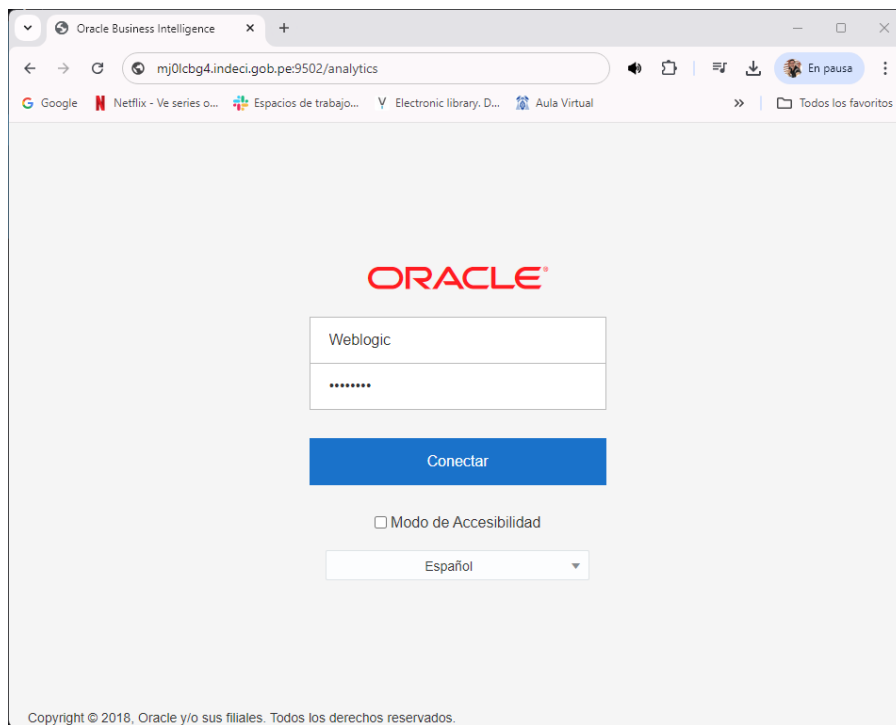 Oracle Business Intelligence
mj0lcbg4.indeci.gob.pe:9502/analytics
En pausa
Google
Netflix - Ve series o...
Espacios de trabajo...
Electronic library. D...
Aula Virtual
Todos los favoritos
ORACLE
Weblogic
••••••••
Conectar
Modo de Accesibilidad
Español
Copyright © 2018, Oracle y/o sus filiales. Todos los derechos reservados.